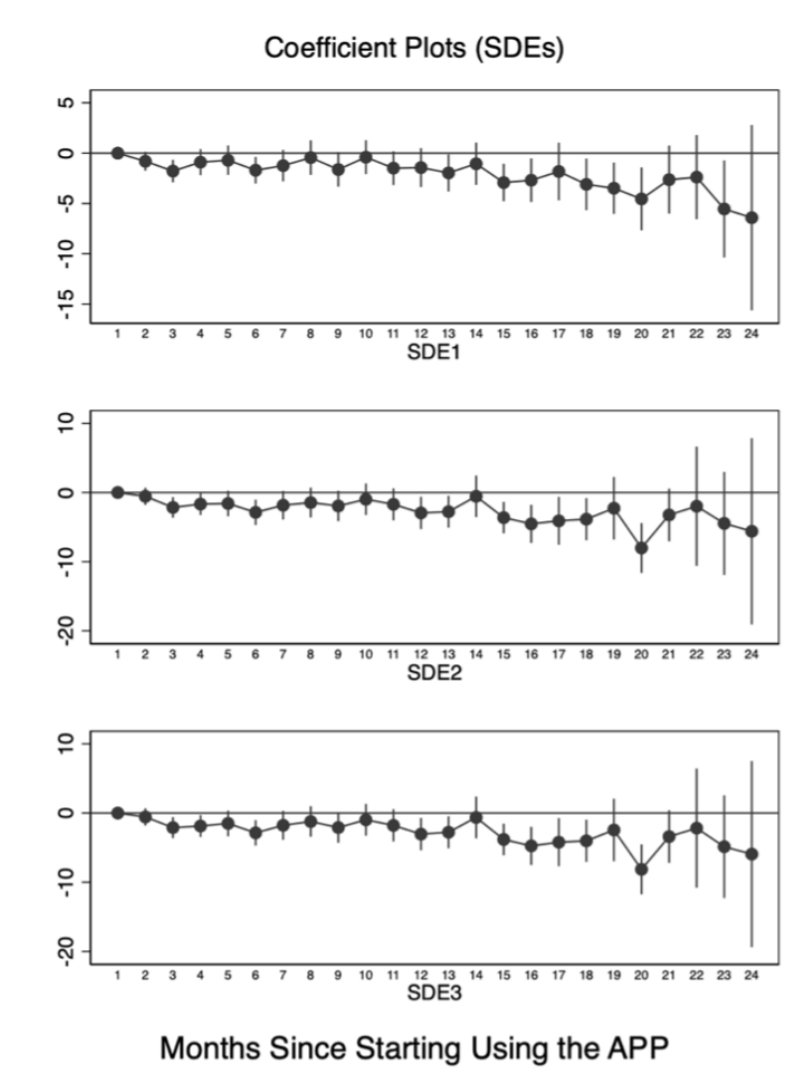 Coefficient Plots (SDEs)
5
0
-5
-10
-15
1 2 3 4 5 6 7 8 9 10 11 12 13 14 15 16 17 18 19 20 21 22 23 24
SDE1
10
0
-10
-20
1 2 3 4 5 6 7 8 9 10 11 12 13 14 15 16 17 18 19 20 21 22 23 24
SDE2
10
0
-10
-20
1 2 3 4 5 6 7 8 9 10 11 12 13 14 15 16 17 18 19 20 21 22 23 24
SDE3
Months Since Starting Using the APP